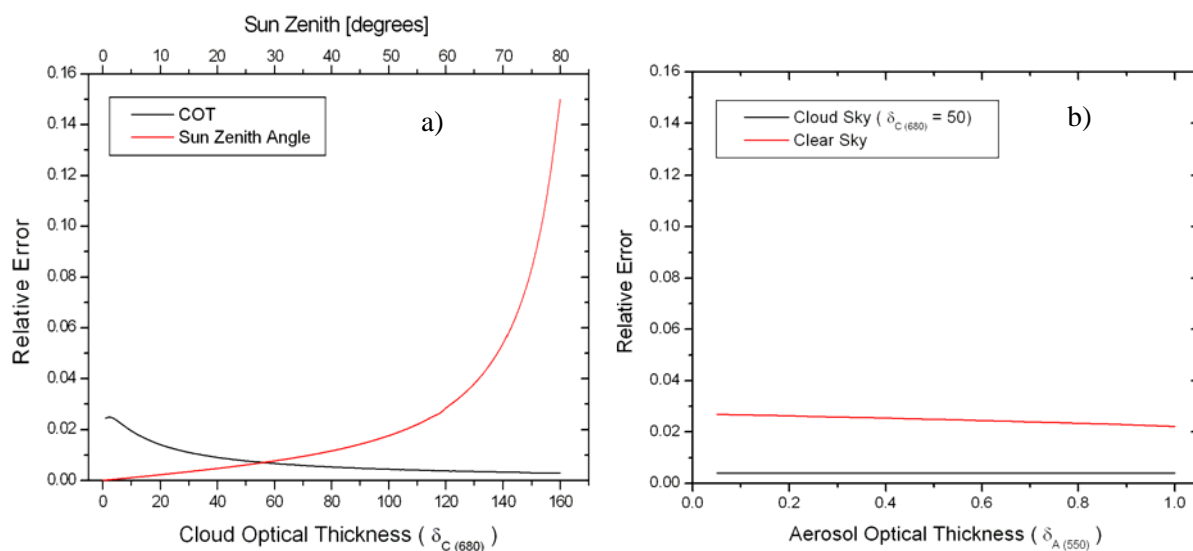 Sun Zenith [degrees]
0 10 20 30 40 50 60 70 80
0.16
0.14
0.12
0.10
0.08
0.06
0.04
0.02
0.00
Relative Error
COT
Sun Zenith Angle
a)
0 20 40 60 80 100 120 140 160
Cloud Optical Thickness ( δC (680) )
0.16
0.14
0.12
0.10
0.08
0.06
0.04
0.02
0.00
Relative Error
Cloud Sky ( δC (680) = 50)
Clear Sky
b)
0.0 0.2 0.4 0.6 0.8 1.0
Aerosol Optical Thickness ( δA (550) )